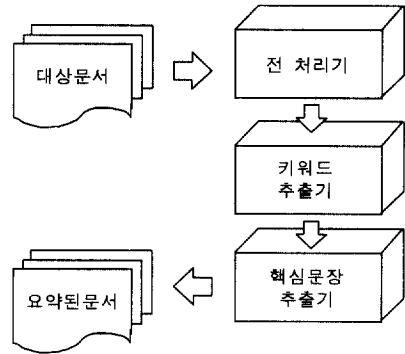 대상문서
전 처리기
키워드
추출기
핵심문장
추출기
요약된문서